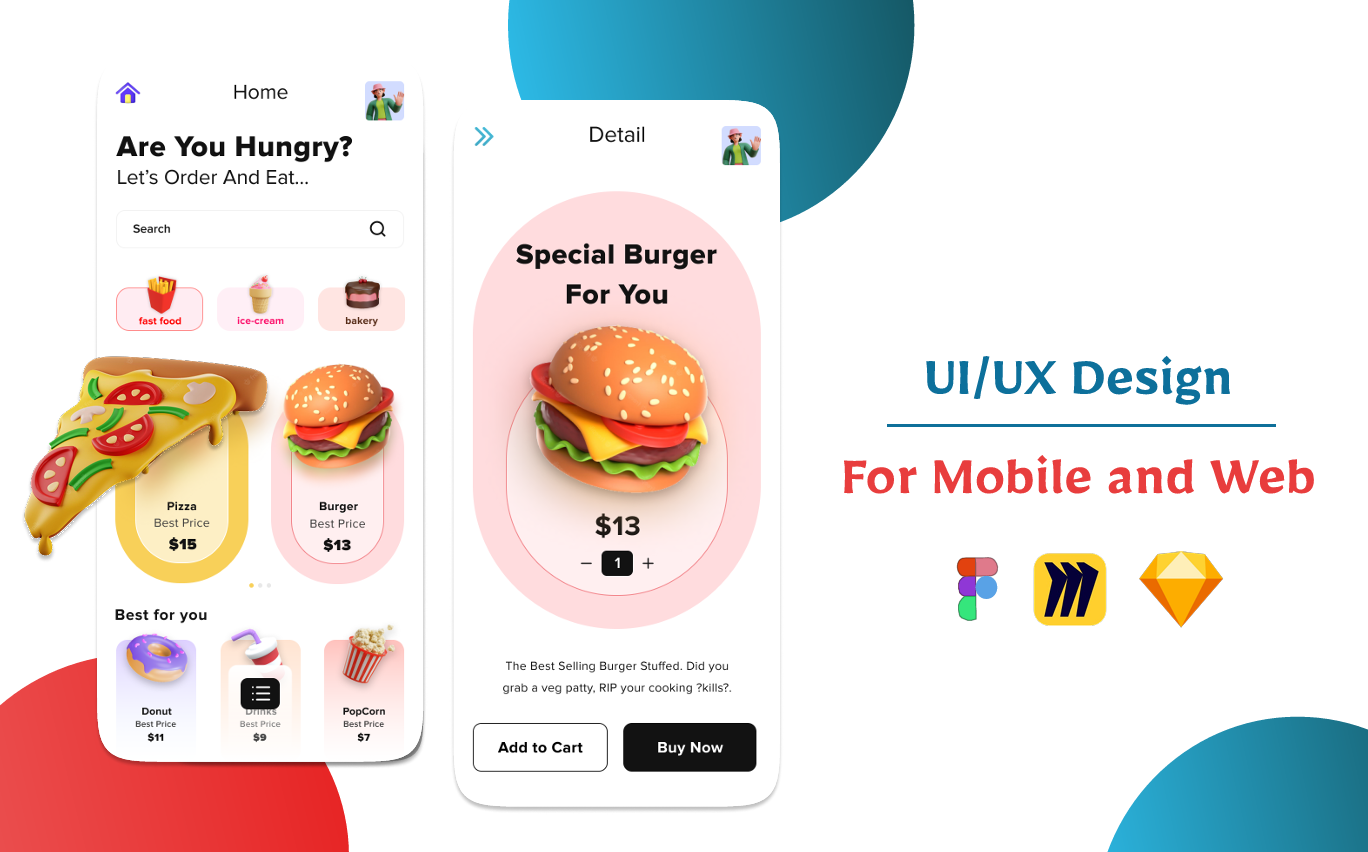 Home
Are You Hungry?
Let's Order And Eat...
Search
fast food
ice-cream
bakery
Pizza
Best Price
$15
Burger
Best Price
$13
Best for you
Donut
Best Price
$11
Drinks
Best Price
$9
PopCorn
Best Price
$7
Detail
Special Burger
For You
$13
− 1 +
The Best Selling Burger Stuffed. Did you
grab a veg patty, RIP your cooking ?kills?.
Add to Cart
Buy Now
UI/UX Design
For Mobile and Web